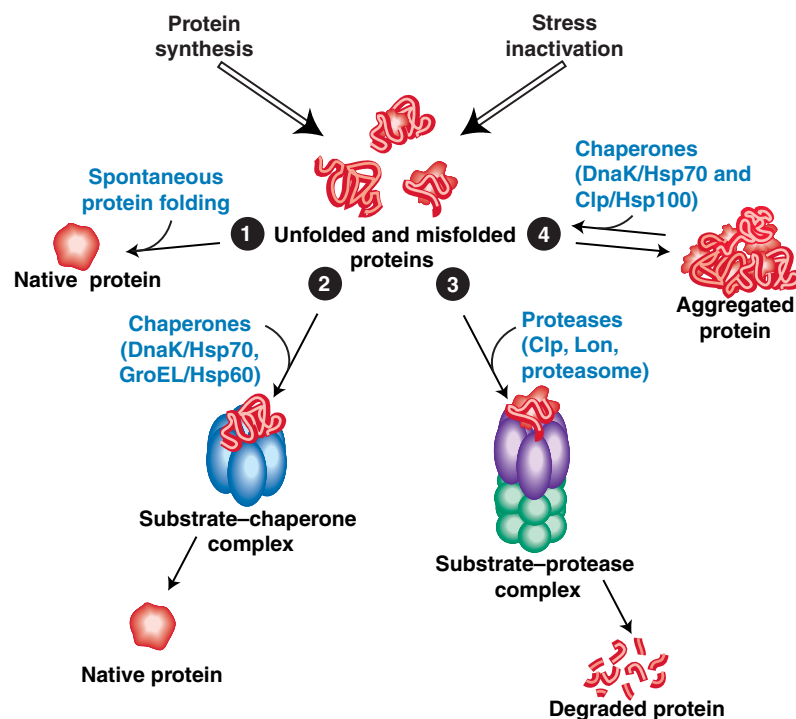 Protein
synthesis
Stress
inactivation
Chaperones
(DnaK/Hsp70 and
Clp/Hsp100)
Spontaneous
protein folding
1
Unfolded and misfolded
proteins
4
Native protein
2
3
Aggregated
protein
Chaperones
(DnaK/Hsp70,
GroEL/Hsp60)
Proteases
(Clp, Lon,
proteasome)
Substrate–chaperone
complex
Substrate–protease
complex
Native protein
Degraded protein